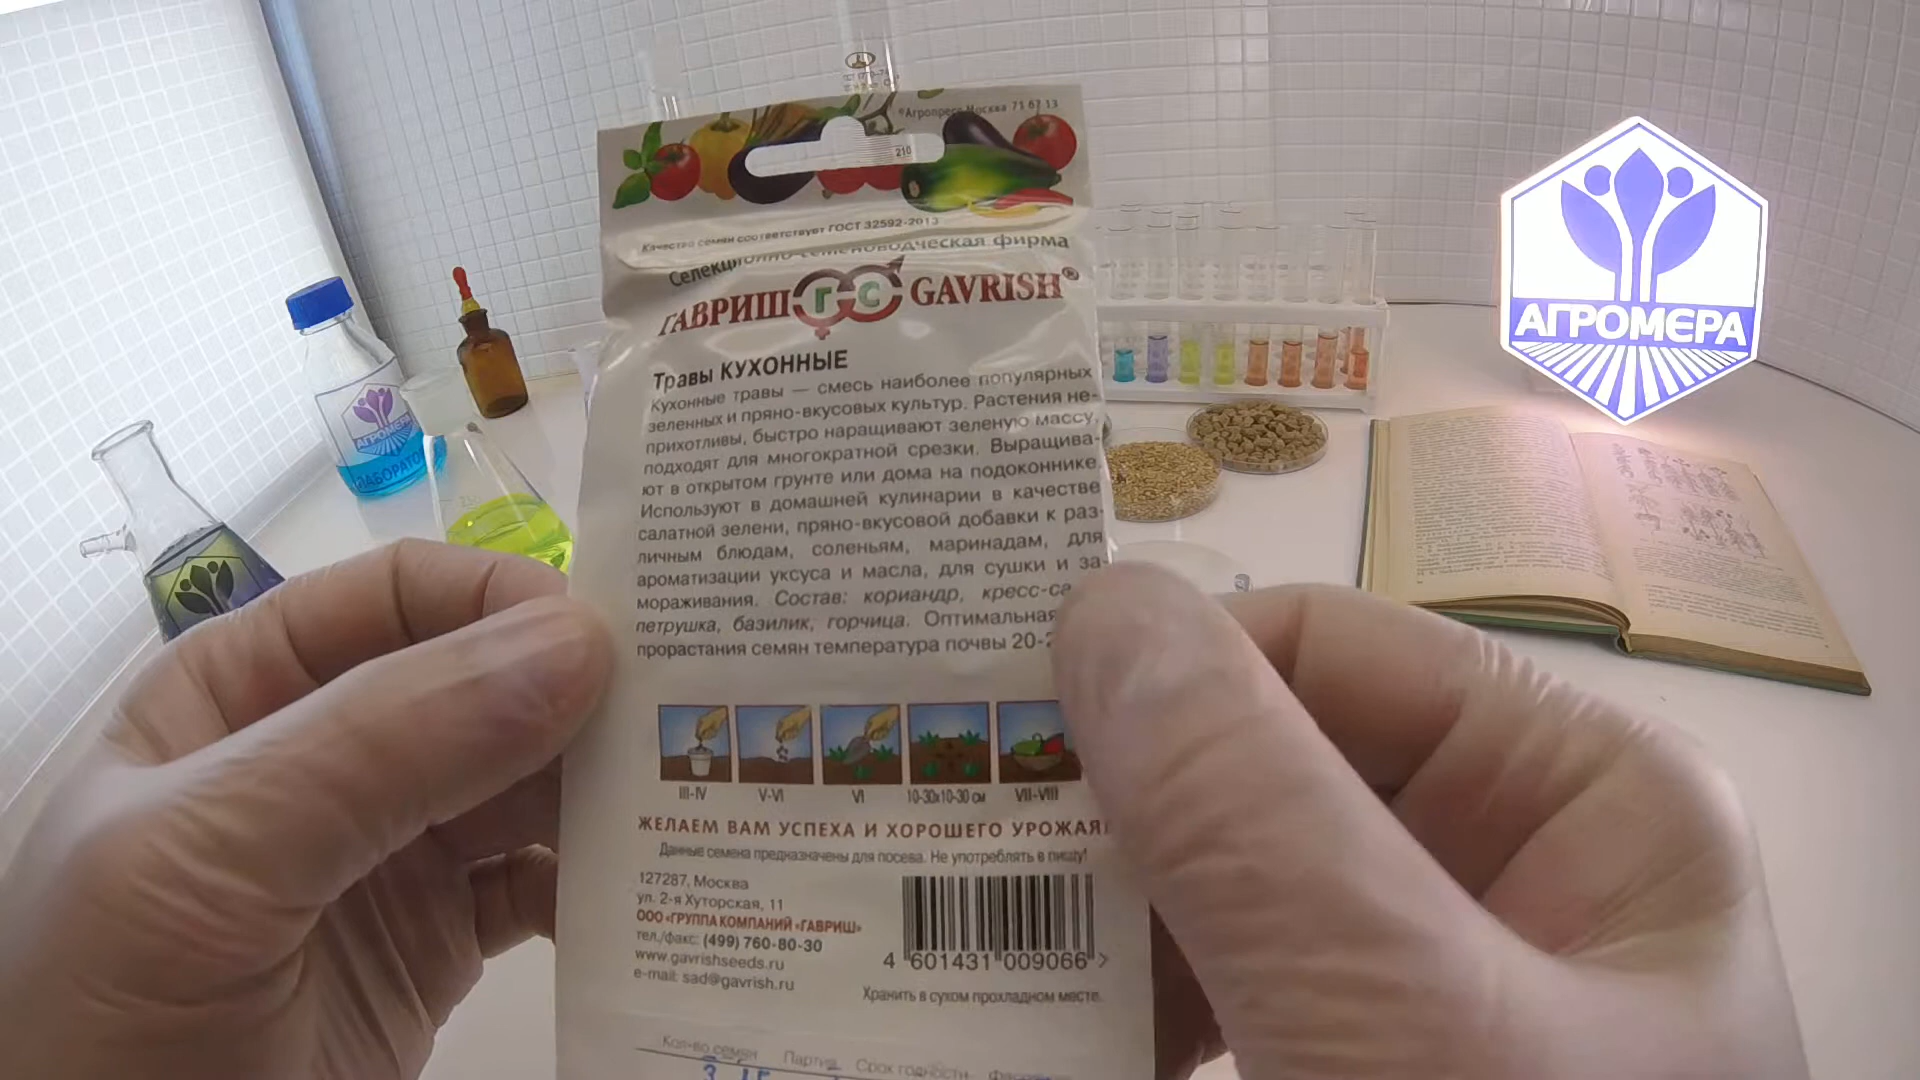 ©Агропресс Москва 71 67 13
210
Качество семян соответствует ГОСТ 32592-2013
Селекционно-семеноводческая фирма
ГАВРИШ ГС GAVRISH®
Травы КУХОННЫЕ
Кухонные травы — смесь наиболее популярных
зеленных и пряно-вкусовых культур. Растения не-
прихотливы, быстро наращивают зеленую массу,
подходят для многократной срезки. Выращива-
ют в открытом грунте или дома на подоконнике.
Используют в домашней кулинарии в качестве
салатной зелени, пряно-вкусовой добавки к раз-
личным блюдам, соленьям, маринадам, для
ароматизации уксуса и масла, для сушки и за-
мораживания. Состав: кориандр, кресс-са
петрушка, базилик, горчица. Оптимальная
прорастания семян температура почвы 20-2
III-IV V-VI VI 10-30x10-30 см VII-VIII
ЖЕЛАЕМ ВАМ УСПЕХА И ХОРОШЕГО УРОЖАЯ!
Данные семена предназначены для посева. Не употреблять в пищу!
127287, Москва
ул. 2-я Хуторская, 11
ООО «ГРУППА КОМПАНИЙ «ГАВРИШ»
тел./факс: (499) 760-80-30
www.gavrishseeds.ru
e-mail: sad@gavrish.ru
4 601431 009066 >
Хранить в сухом прохладном месте.
Кол-во семян Партия Срок годности
АГРОМЕРА
АГРОМЕРА
ЛАБОРАТО
250